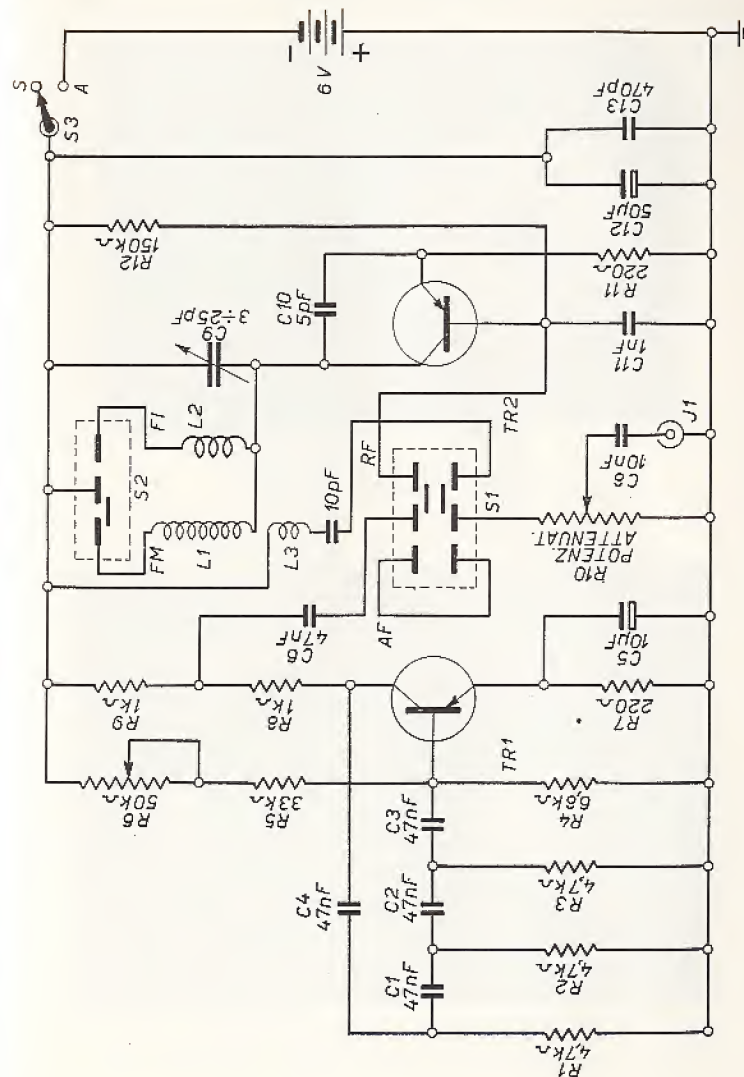 S
A
S3
–
+
6V
C13
470pF
C12
50µF
R12
150kΩ
C10
5pF
C9
3÷25pF
R11
220Ω
C11
1nF
TR2
F1
L2
S2
FM
L1
L3
10pF
RF
S1
AF
J1
C8
10nF
R10
POTENZ.
ATTENUAT.
C6
47nF
C5
10µF
R9
1kΩ
R8
1kΩ
R7
220Ω
TR1
R6
50kΩ
R5
33kΩ
R4
6,8kΩ
C4
47nF
C3
47nF
C2
47nF
C1
47nF
R3
4,7kΩ
R2
4,7kΩ
R1
4,7kΩ